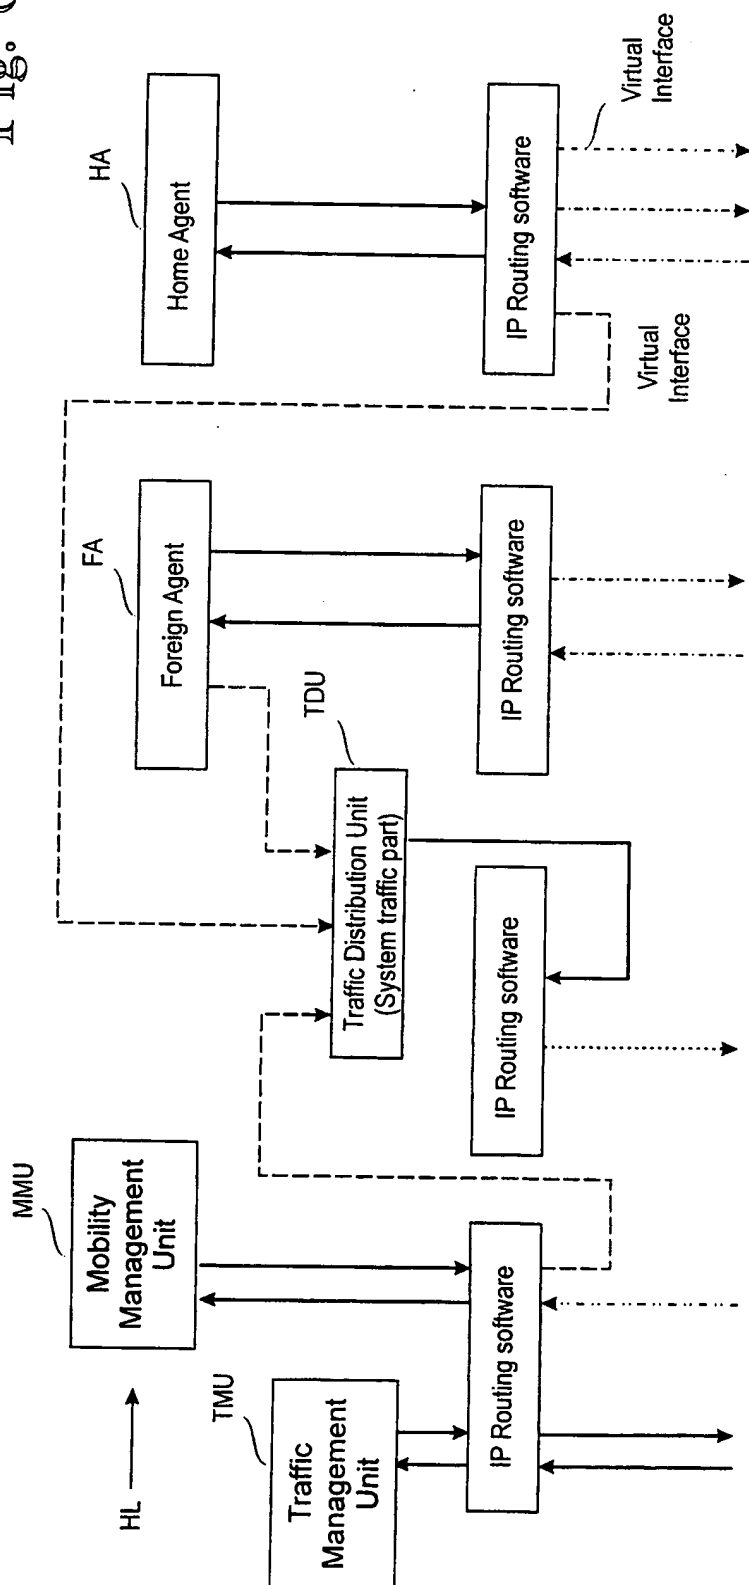 Fig.
HL
MMU
Mobility
Management
Unit
TMU
Traffic
Management
Unit
IP Routing software
TDU
Traffic Distribution Unit
(System traffic part)
IP Routing software
FA
Foreign Agent
IP Routing software
HA
Home Agent
IP Routing software
Virtual
Interface
Virtual
Interface